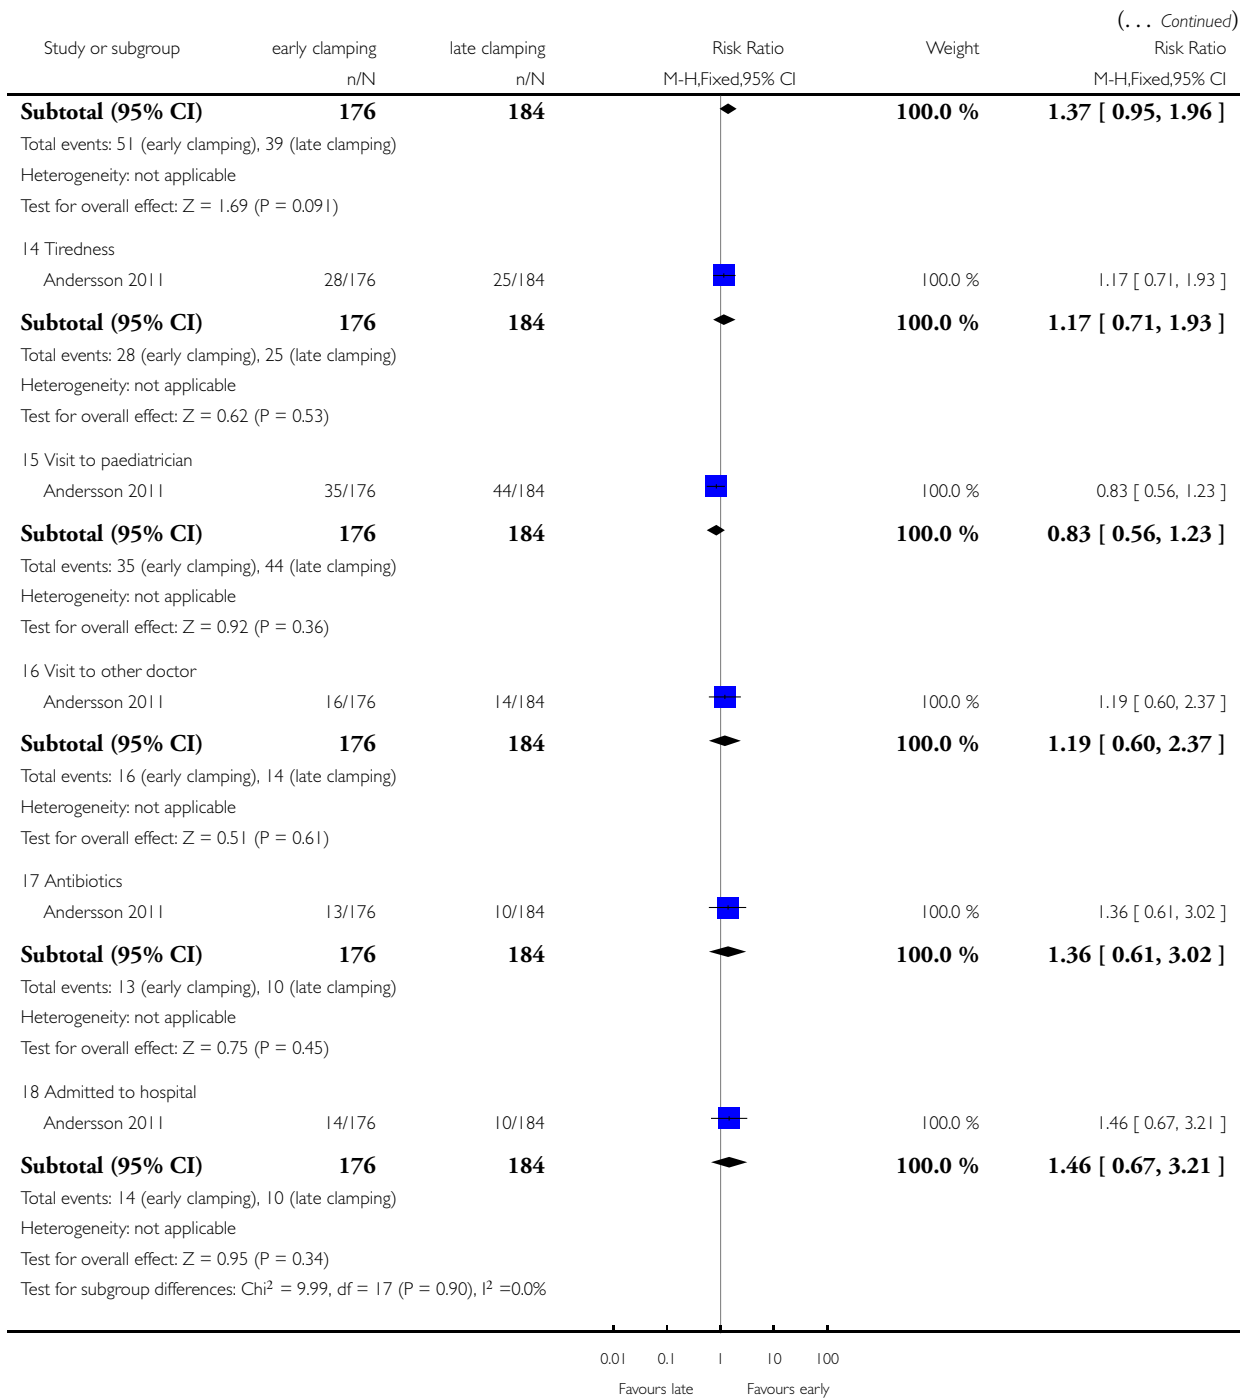 (... Continued)
Study or subgroup early clamping late clamping Risk Ratio Weight Risk Ratio
n/N n/N M-H,Fixed,95% CI M-H,Fixed,95% CI
Subtotal (95% CI) 176 184 100.0 % 1.37 [ 0.95, 1.96 ]
Total events: 51 (early clamping), 39 (late clamping)
Heterogeneity: not applicable
Test for overall effect: Z = 1.69 (P = 0.091)
14 Tiredness
Andersson 2011 28/176 25/184 100.0 % 1.17 [ 0.71, 1.93 ]
Subtotal (95% CI) 176 184 100.0 % 1.17 [ 0.71, 1.93 ]
Total events: 28 (early clamping), 25 (late clamping)
Heterogeneity: not applicable
Test for overall effect: Z = 0.62 (P = 0.53)
15 Visit to paediatrician
Andersson 2011 35/176 44/184 100.0 % 0.83 [ 0.56, 1.23 ]
Subtotal (95% CI) 176 184 100.0 % 0.83 [ 0.56, 1.23 ]
Total events: 35 (early clamping), 44 (late clamping)
Heterogeneity: not applicable
Test for overall effect: Z = 0.92 (P = 0.36)
16 Visit to other doctor
Andersson 2011 16/176 14/184 100.0 % 1.19 [ 0.60, 2.37 ]
Subtotal (95% CI) 176 184 100.0 % 1.19 [ 0.60, 2.37 ]
Total events: 16 (early clamping), 14 (late clamping)
Heterogeneity: not applicable
Test for overall effect: Z = 0.51 (P = 0.61)
17 Antibiotics
Andersson 2011 13/176 10/184 100.0 % 1.36 [ 0.61, 3.02 ]
Subtotal (95% CI) 176 184 100.0 % 1.36 [ 0.61, 3.02 ]
Total events: 13 (early clamping), 10 (late clamping)
Heterogeneity: not applicable
Test for overall effect: Z = 0.75 (P = 0.45)
18 Admitted to hospital
Andersson 2011 14/176 10/184 100.0 % 1.46 [ 0.67, 3.21 ]
Subtotal (95% CI) 176 184 100.0 % 1.46 [ 0.67, 3.21 ]
Total events: 14 (early clamping), 10 (late clamping)
Heterogeneity: not applicable
Test for overall effect: Z = 0.95 (P = 0.34)
Test for subgroup differences: Chi² = 9.99, df = 17 (P = 0.90), I² =0.0%
0.01 0.1 1 10 100
Favours late Favours early